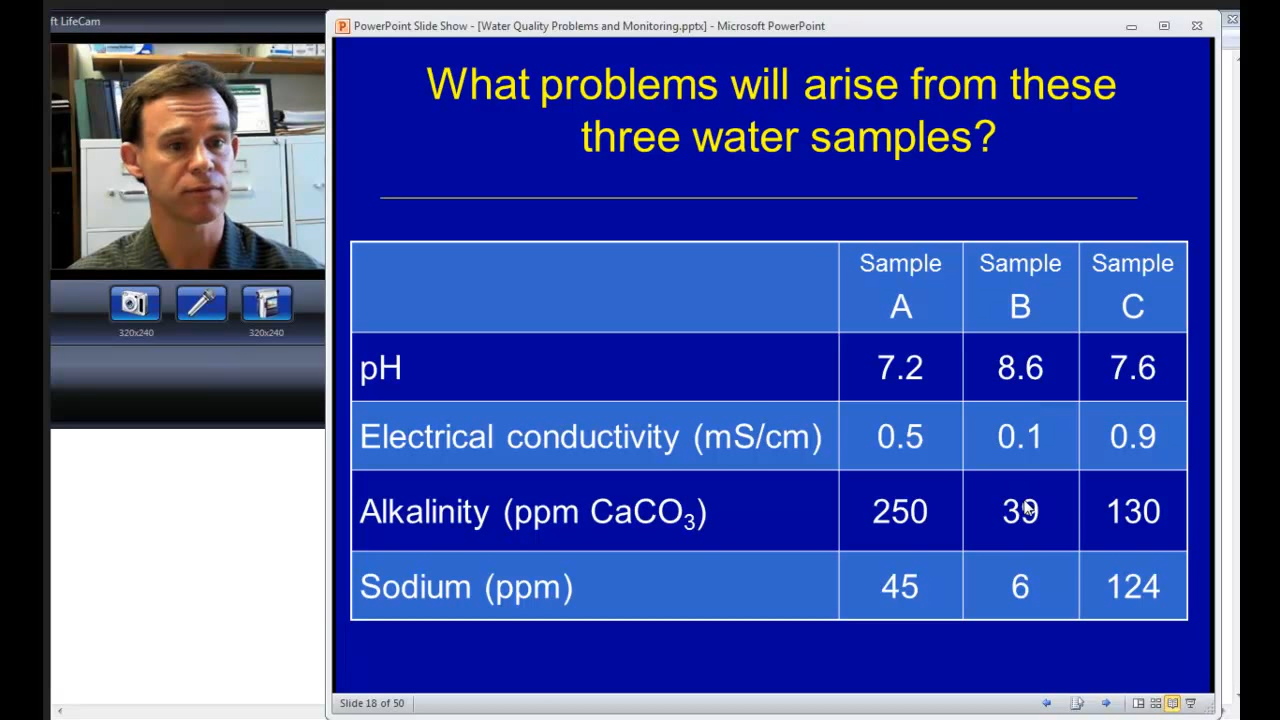 ft LifeCam
PowerPoint Slide Show - [Water Quality Problems and Monitoring.pptx] - Microsoft PowerPoint
What problems will arise from these
three water samples?
Sample A Sample B Sample C
pH 7.2 8.6 7.6
Electrical conductivity (mS/cm) 0.5 0.1 0.9
Alkalinity (ppm CaCO₃) 250 39 130
Sodium (ppm) 45 6 124
320x240 320x240
Slide 18 of 50